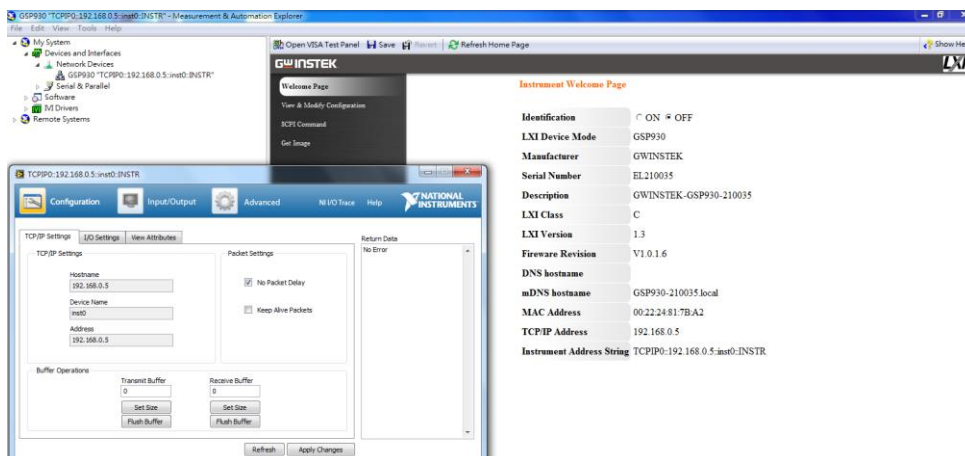 GSP930 "TCPIP0::192.168.0.5::inst0::INSTR" - Measurement & Automation Explorer
File Edit View Tools Help
My System
Devices and Interfaces
Network Devices
GSP930 "TCPIP0::192.168.0.5::inst0::INSTR"
Serial & Parallel
Software
IVI Drivers
Remote Systems
Open VISA Test Panel Save Revert Refresh Home Page Show He
GWINSTEK LXI
Welcome Page
View & Modify Configuration
SCPI Command
Get Image
Instrument Welcome Page
Identification ON OFF
LXI Device Mode GSP930
Manufacturer GWINSTEK
Serial Number EL210035
Description GWINSTEK-GSP930-210035
LXI Class C
LXI Version 1.3
Fireware Revision V1.0.1.6
DNS hostname
mDNS hostname GSP930-210035.local
MAC Address 00:22:24:81:7B:A2
TCP/IP Address 192.168.0.5
Instrument Address String TCPIP0::192.168.0.5::inst0::INSTR
TCPIP0::192.168.0.5::inst0::INSTR
Configuration Input/Output Advanced NI I/O Trace Help NATIONAL INSTRUMENTS
TCP/IP Settings I/O Settings View Attributes
Return Data
No Error
TCP/IP Settings
Hostname
192.168.0.5
Device Name
inst0
Address
192.168.0.5
Packet Settings
No Packet Delay
Keep Alive Packets
Buffer Operations
Transmit Buffer Receive Buffer
0 0
Set Size Set Size
Flush Buffer Flush Buffer
Refresh Apply Changes